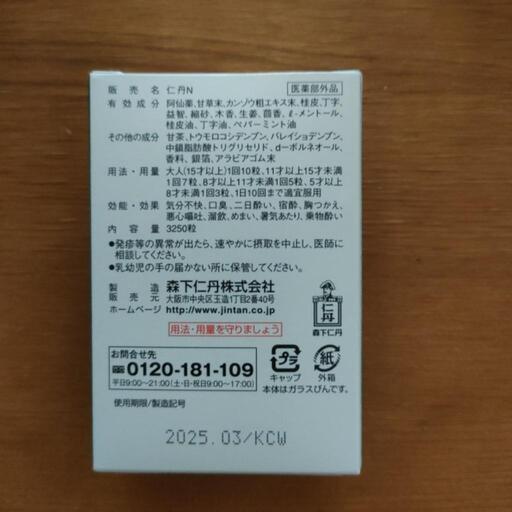 販売名 仁丹N 医薬部外品
有効成分 阿仙薬、甘草末、カンゾウ粗エキス末、桂皮、丁字、
益智、縮砂、木香、生姜、茴香、ℓ-メントール、
桂皮油、丁字油、ペパーミント油
その他の成分 甘茶、トウモロコシデンプン、バレイショデンプン、
中鎖脂肪酸トリグリセリド、d-ボルネオール、
香料、銀箔、アラビアゴム末
用法・用量 大人(15才以上)1回10粒、11才以上15才未満
1回7粒、8才以上11才未満1回5粒、5才以上
8才未満1回3粒、1日10回まで適宜服用
効能・効果 気分不快、口臭、二日酔い、宿酔、胸つかえ、
悪心嘔吐、溜飲、めまい、暑気あたり、乗物酔い
内容量 3250粒
●発疹等の異常が出たら、速やかに摂取を中止し、医師に
相談してください。
●乳幼児の手の届かない所に保管してください。
製造
販売元 森下仁丹株式会社
大阪市中央区玉造1丁目2番40号
ホームページ http://www.jintan.co.jp
仁丹
森下仁丹
用法・用量を守りましょう
お問合せ先
0120-181-109
平日9:00~21:00(土・日・祝日9:00~17:00)
プラ
キャップ
紙
外箱
本体はガラスびんです。
使用期限/製造記号
2025.03/KCW